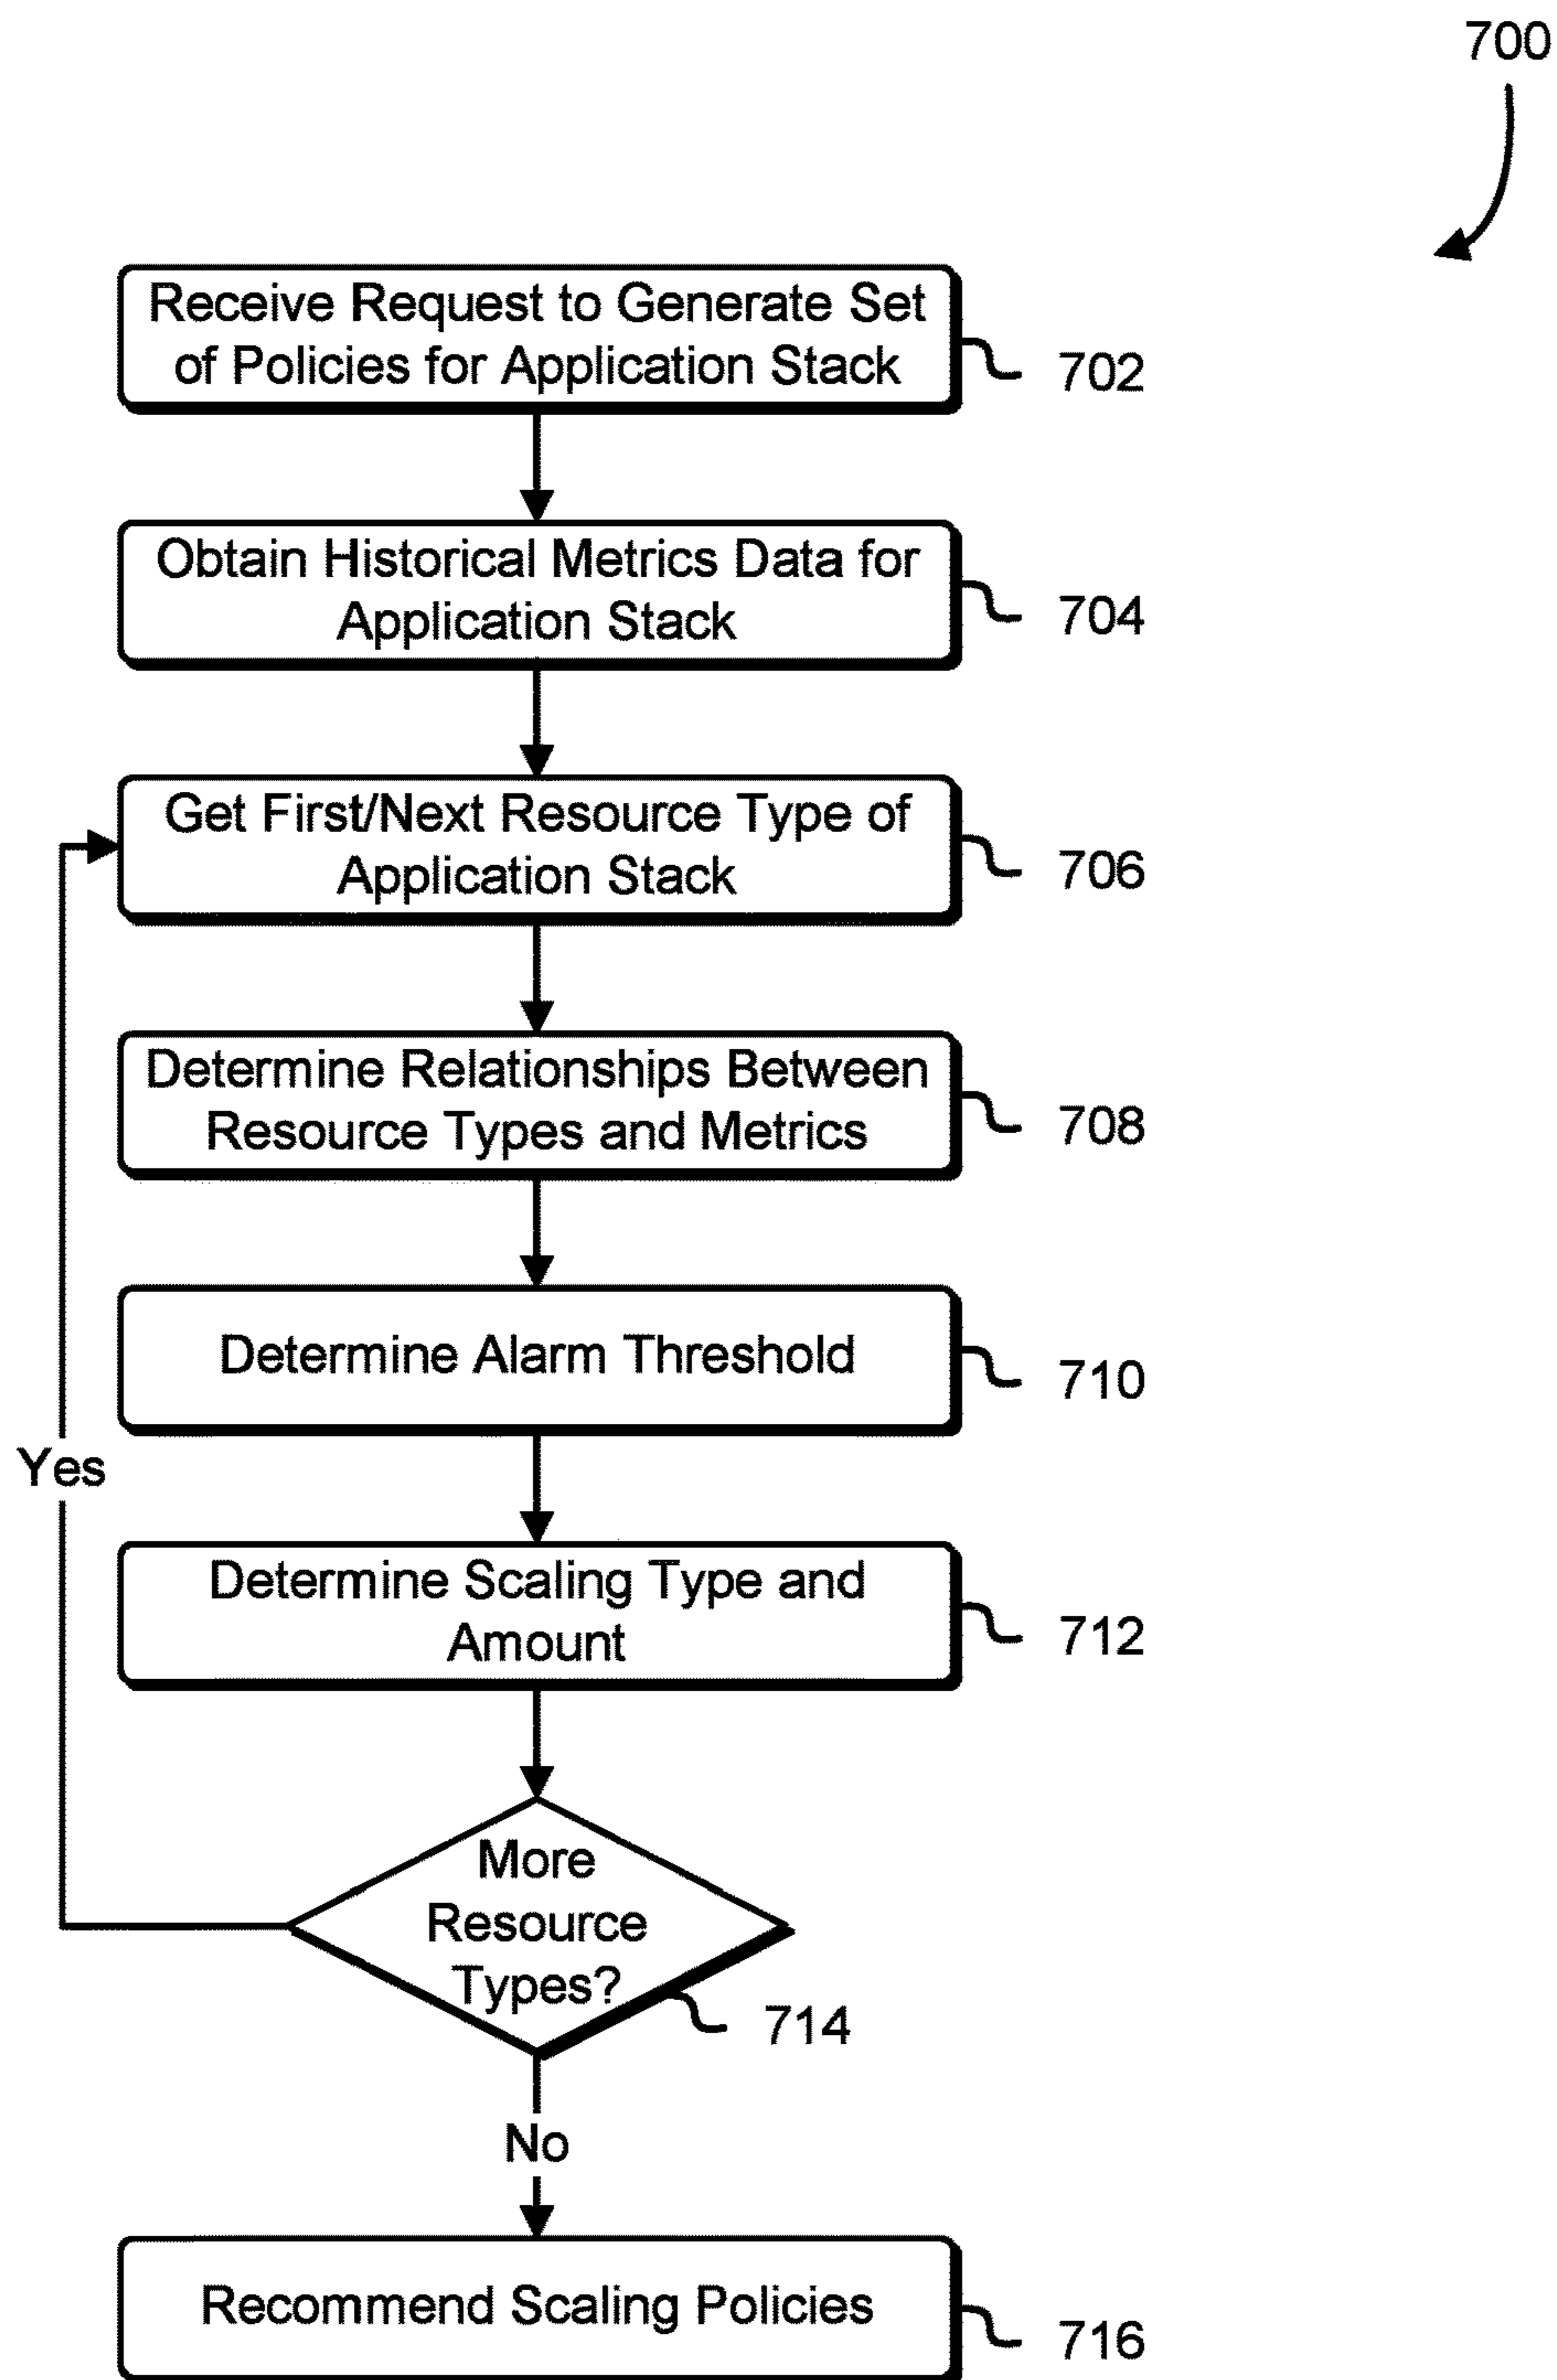 700
Receive Request to Generate Set
of Policies for Application Stack
702
Obtain Historical Metrics Data for
Application Stack
704
Get First/Next Resource Type of
Application Stack
706
Determine Relationships Between
Resource Types and Metrics
708
Determine Alarm Threshold
710
Yes
Determine Scaling Type and
Amount
712
More
Resource
Types?
714
No
Recommend Scaling Policies
716